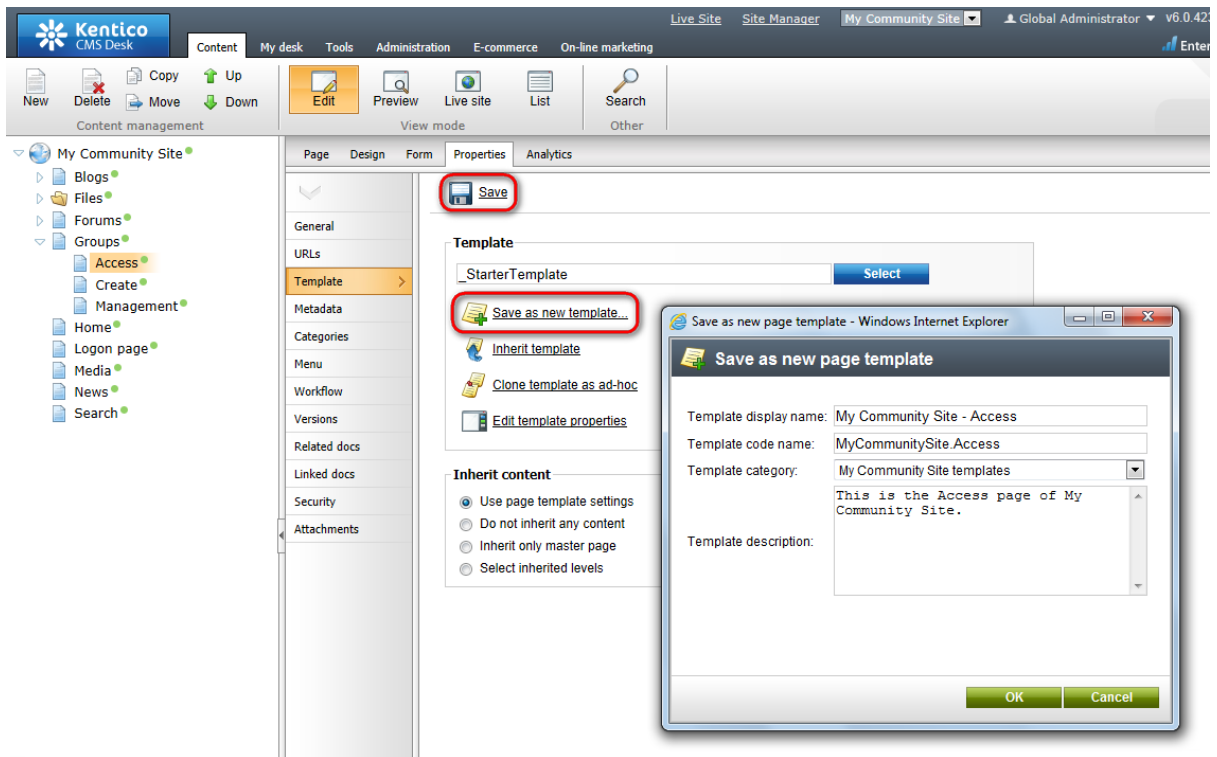 Live Site Site Manager My Community Site Global Administrator v6.0.423
Kentico
CMS Desk
Content My desk Tools Administration E-commerce On-line marketing
Enter
Copy Up
New Delete Move Down
Edit Preview Live site List Search
Content management View mode Other
My Community Site
Blogs
Files
Forums
Groups
Access
Create
Management
Home
Logon page
Media
News
Search
Page Design Form Properties Analytics
General
URLs
Template >
Metadata
Categories
Menu
Workflow
Versions
Related docs
Linked docs
Security
Attachments
Save
Template
_StarterTemplate Select
Save as new template...
Inherit template
Clone template as ad-hoc
Edit template properties
Inherit content
Use page template settings
Do not inherit any content
Inherit only master page
Select inherited levels
Save as new page template - Windows Internet Explorer
Save as new page template
Template display name: My Community Site - Access
Template code name: MyCommunitySite.Access
Template category: My Community Site templates
Template description:
This is the Access page of My
Community Site.
OK Cancel